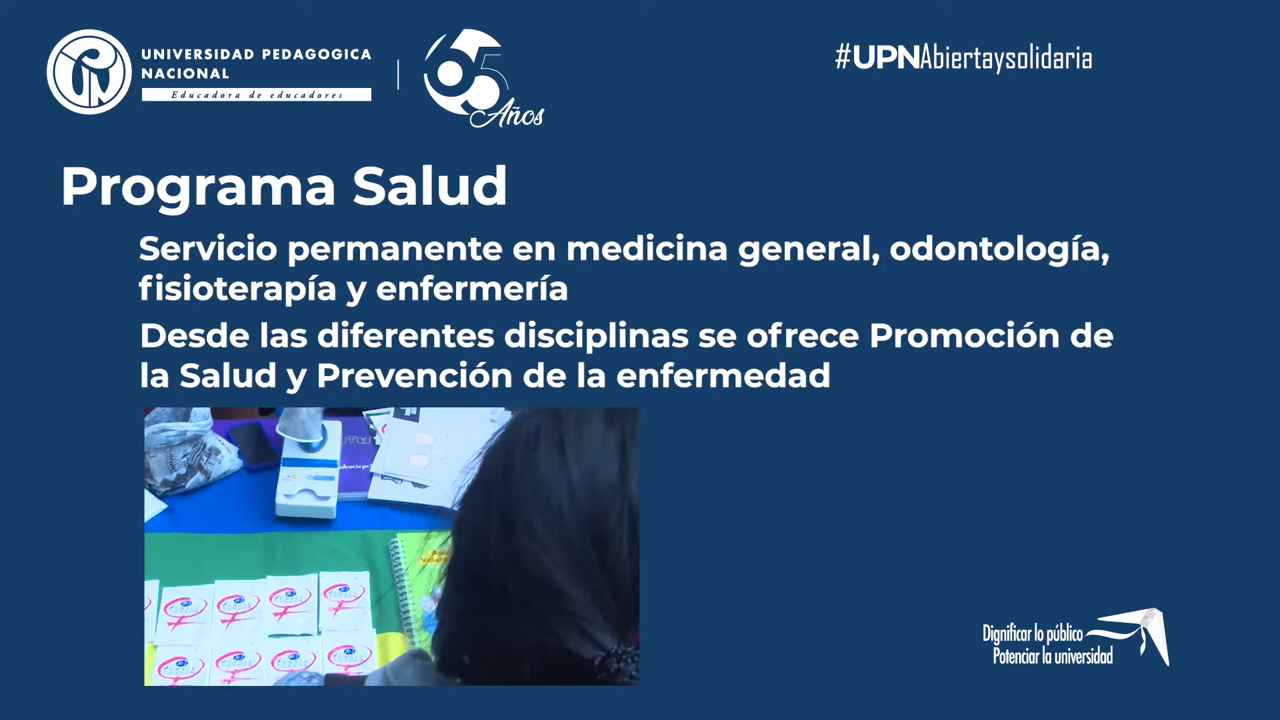 UNIVERSIDAD PEDAGOGICA
NACIONAL
Educadora de educadores
65
Años
#UPNAbiertaysolidaria
Programa Salud
Servicio permanente en medicina general, odontología,
fisioterapía y enfermería
Desde las diferentes disciplinas se ofrece Promoción de
la Salud y Prevención de la enfermedad
Dignificar lo público
Potenciar la universidad